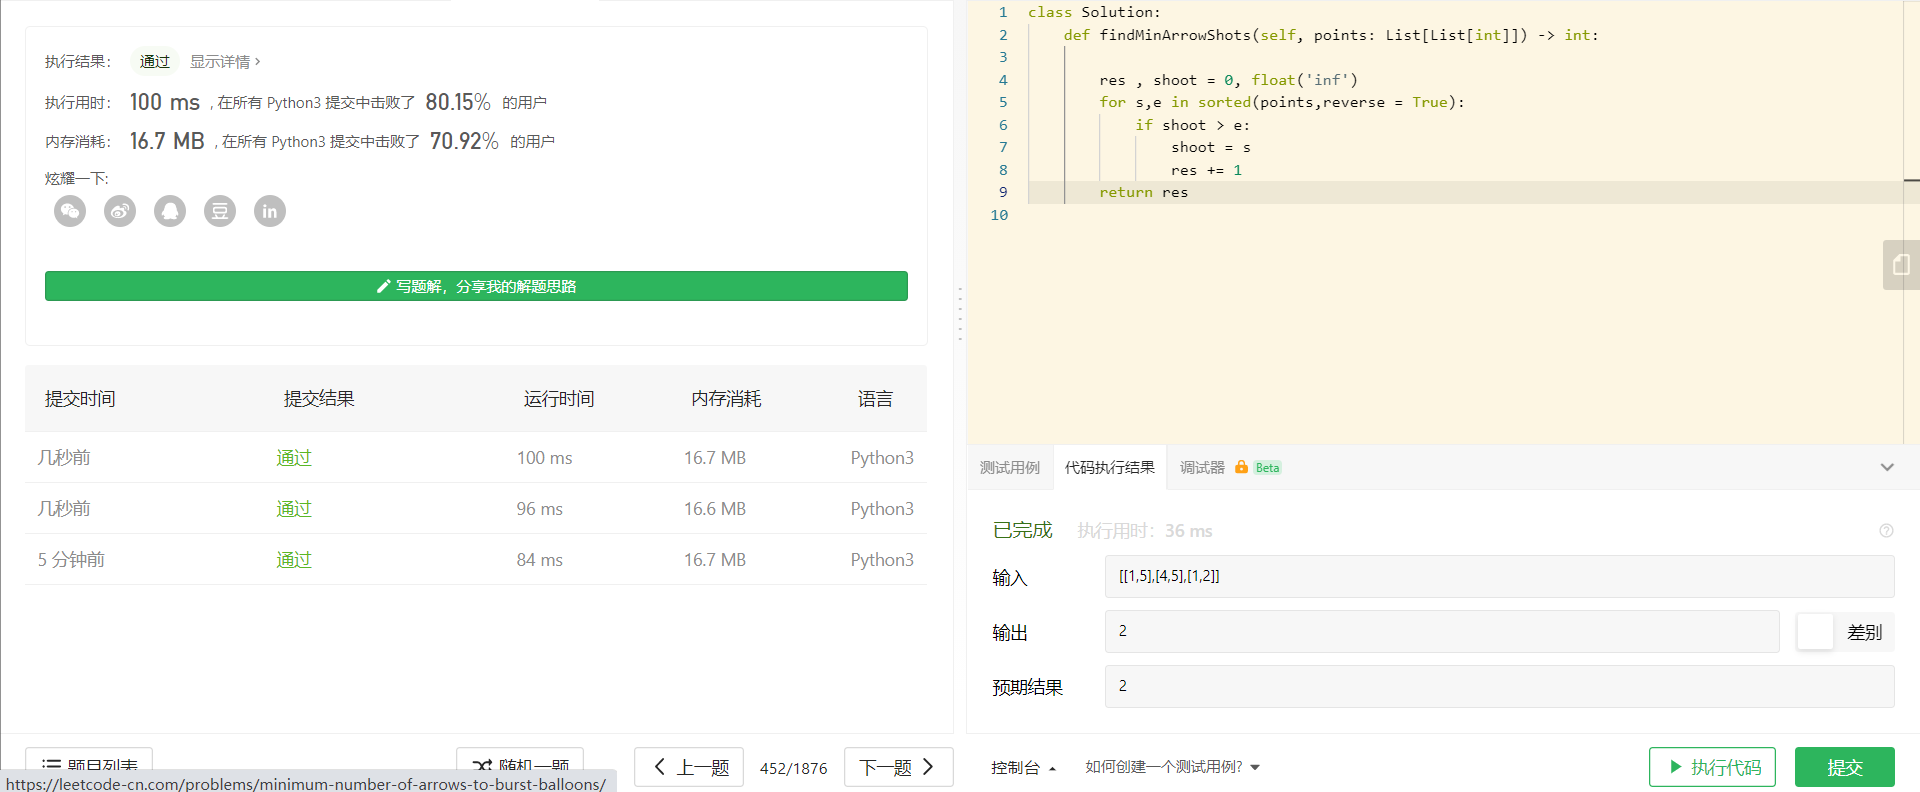 执行结果： 通过 显示详情 ›
执行用时： 100 ms , 在所有 Python3 提交中击败了 80.15% 的用户
内存消耗： 16.7 MB , 在所有 Python3 提交中击败了 70.92% 的用户
炫耀一下:
豆 in
写题解，分享我的解题思路
提交时间 提交结果 运行时间 内存消耗 语言
几秒前 通过 100 ms 16.7 MB Python3
几秒前 通过 96 ms 16.6 MB Python3
5 分钟前 通过 84 ms 16.7 MB Python3
题目列表 随机一题 上一题 452/1876 下一题
https://leetcode-cn.com/problems/minimum-number-of-arrows-to-burst-balloons/
1 class Solution:
2 def findMinArrowShots(self, points: List[List[int]]) -> int:
3
4 res , shoot = 0, float('inf')
5 for s,e in sorted(points,reverse = True):
6 if shoot > e:
7 shoot = s
8 res += 1
9 return res
10
测试用例 代码执行结果 调试器 Beta
已完成 执行用时：36 ms
输入 [[1,5],[4,5],[1,2]]
输出 2 差别
预期结果 2
控制台 如何创建一个测试用例? 执行代码 提交